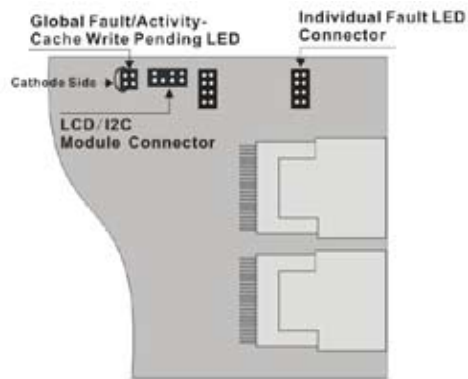 Global Fault/Activity-
Cache Write Pending LED
Individual Fault LED
Connector
Cathode Side
LCD/I2C
Module Connector